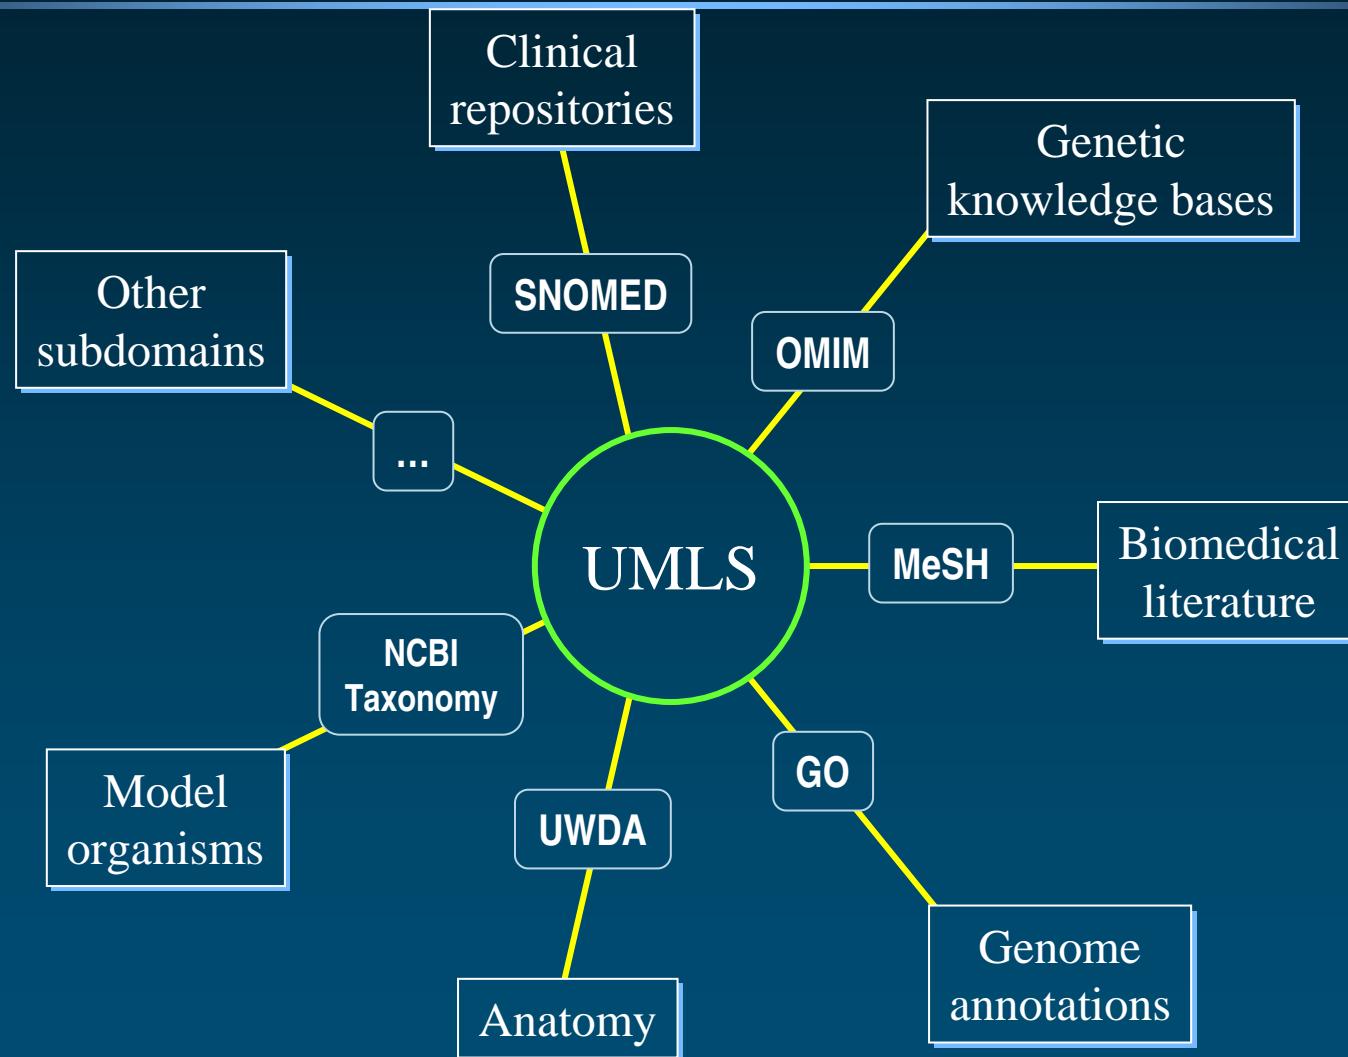 Clinical
repositories
Genetic
knowledge bases
SNOMED
Other
subdomains
OMIM
...
UMLS
MeSH
Biomedical
literature
NCBI
Taxonomy
GO
Model
organisms
UWDA
Genome
annotations
Anatomy